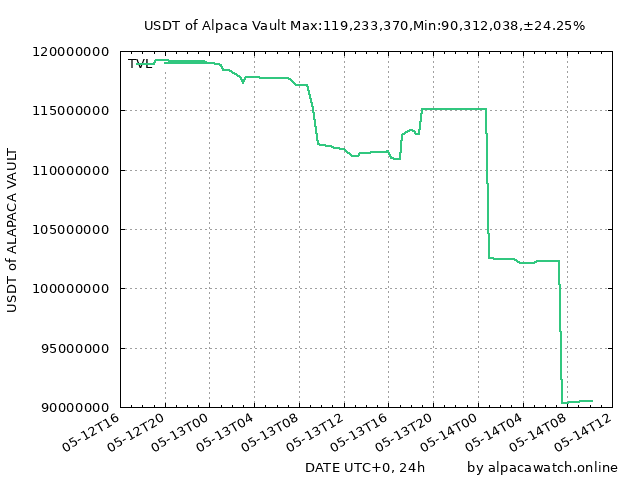 USDT of Alpaca Vault Max:119,233,370,Min:90,312,038,±24.25%
120000000
TVL
115000000
110000000
105000000
100000000
95000000
90000000
USDT of ALAPACA VAULT
05-12T16
05-12T20
05-13T00
05-13T04
05-13T08
05-13T12
05-13T16
05-13T20
05-14T00
05-14T04
05-14T08
05-14T12
DATE UTC+0, 24h
by alpacawatch.online